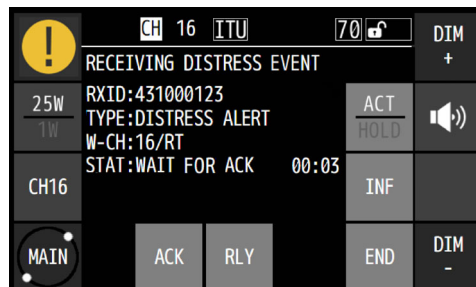 !
CH 16 ITU 70
DIM
+
RECEIVING DISTRESS EVENT
25W
1W
RXID:431000123
TYPE:DISTRESS ALERT
W-CH:16/RT
STAT:WAIT FOR ACK 00:03
ACT
HOLD
CH16
INF
MAIN
ACK
RLY
END
DIM
-